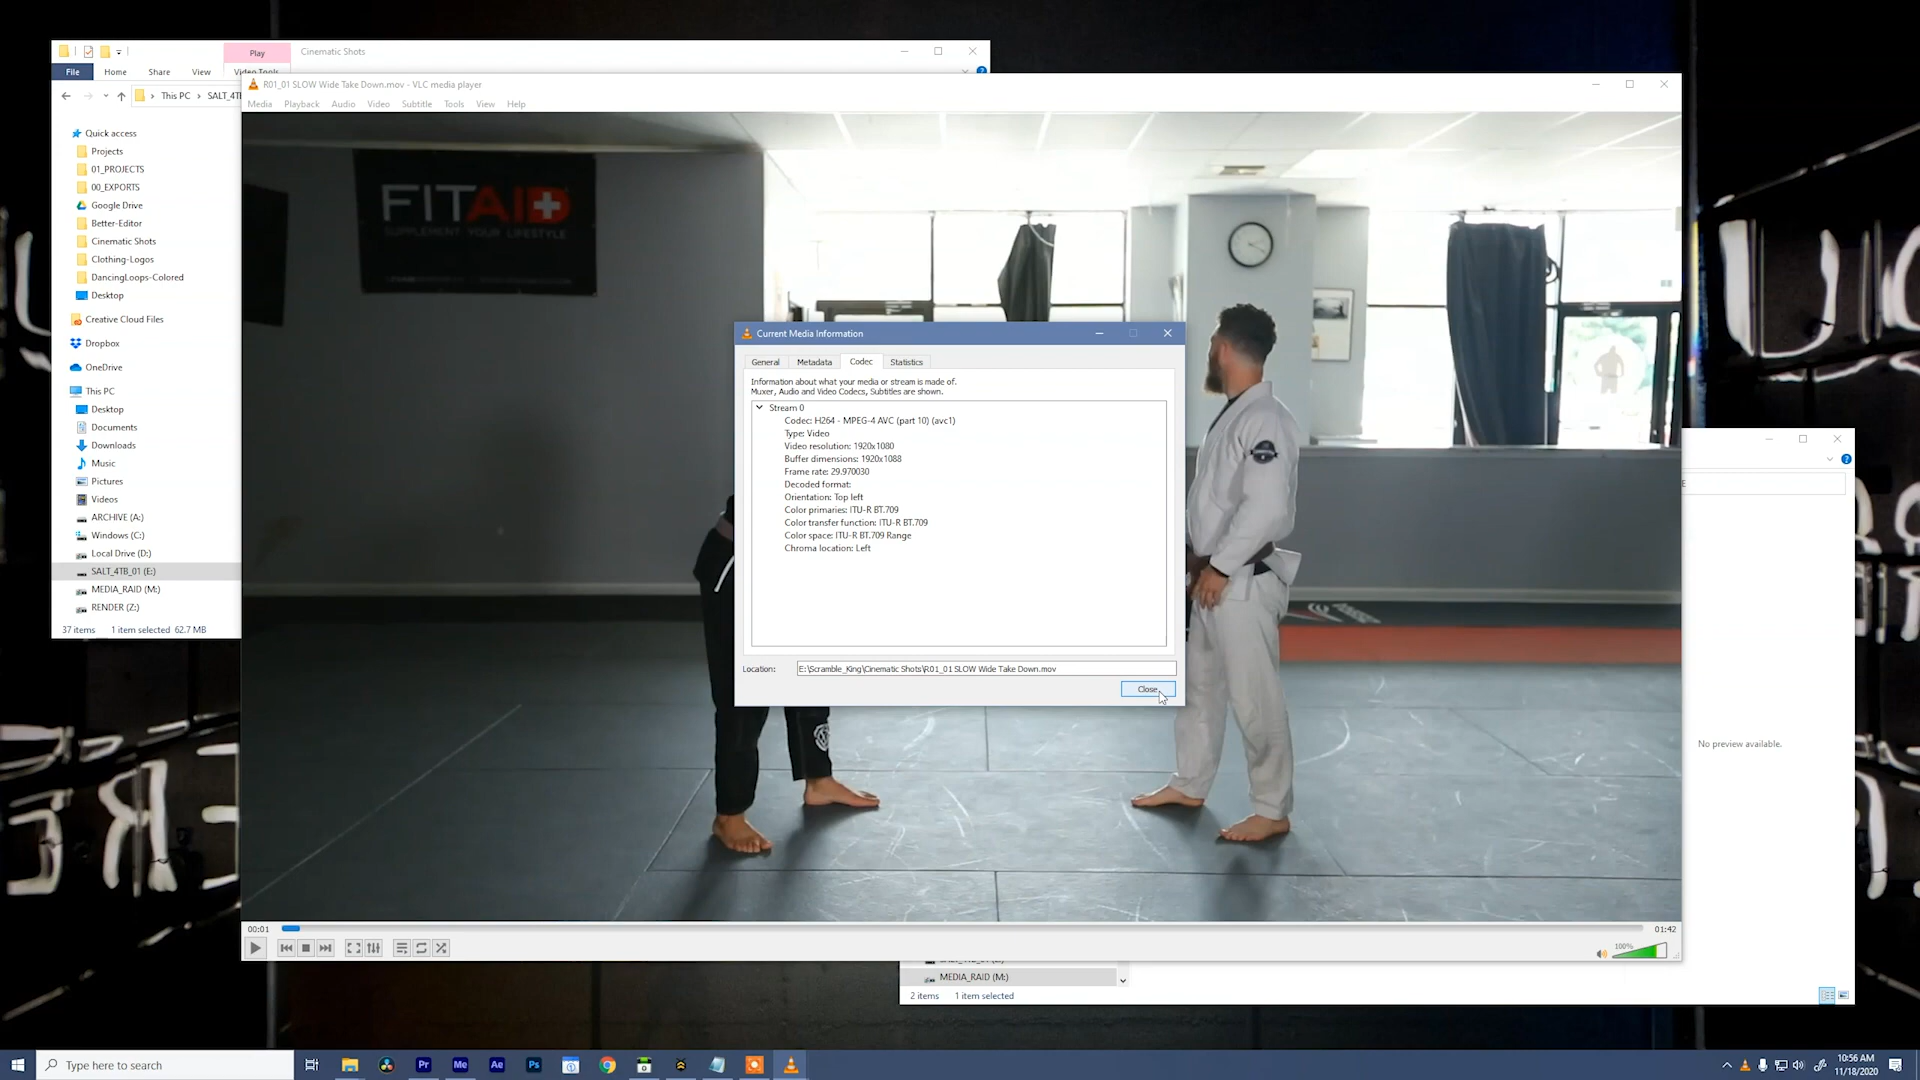 Play
Cinematic Shots
File
Home
Share
View
Video Tools
This PC
SALT_4TB
Quick access
Projects
01_PROJECTS
00_EXPORTS
Google Drive
Better-Editor
Cinematic Shots
Clothing-Logos
DancingLoops-Colored
Desktop
Creative Cloud Files
Dropbox
OneDrive
This PC
Desktop
Documents
Downloads
Music
Pictures
Videos
ARCHIVE (A:)
Windows (C:)
Local Drive (D:)
SALT_4TB_01 (E:)
MEDIA_RAID (M:)
RENDER (Z:)
37 items 1 item selected 62.7 MB
R01_01 SLOW Wide Take Down.mov - VLC media player
Media Playback Audio Video Subtitle Tools View Help
FITAID
SUPPLEMENT YOUR LIFESTYLE
Current Media Information
General Metadata Codec Statistics
Information about what your media or stream is made of.
Muxer, Audio and Video Codecs, Subtitles are shown.
Stream 0
Codec: H264 - MPEG-4 AVC (part 10) (avc1)
Type: Video
Video resolution: 1920x1080
Buffer dimensions: 1920x1088
Frame rate: 29.970030
Decoded format:
Orientation: Top left
Color primaries: ITU-R BT.709
Color transfer function: ITU-R BT.709
Color space: ITU-R BT.709 Range
Chroma location: Left
Location: E:\Scramble_King\Cinematic Shots\R01_01 SLOW Wide Take Down.mov
Close
00:01
01:42
100%
No preview available.
MEDIA_RAID (M:)
2 items 1 item selected
Type here to search
Pr
Me
Ae
Ps
10:56 AM
11/18/2020